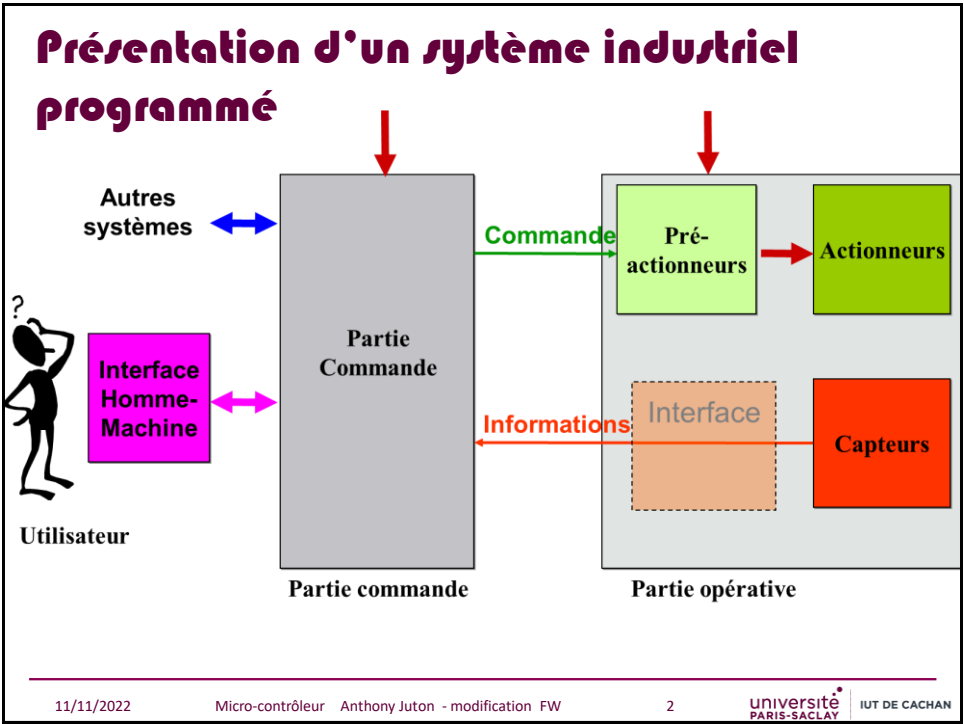 Présentation d'un système industriel
programmé
Autres
systèmes
Commande
Pré-
actionneurs
Actionneurs
?
Partie
Commande
Interface
Homme-
Machine
Informations
Interface
Capteurs
Utilisateur
Partie commande
Partie opérative
11/11/2022
Micro-contrôleur Anthony Juton - modification FW
2
université
PARIS-SACLAY
IUT DE CACHAN